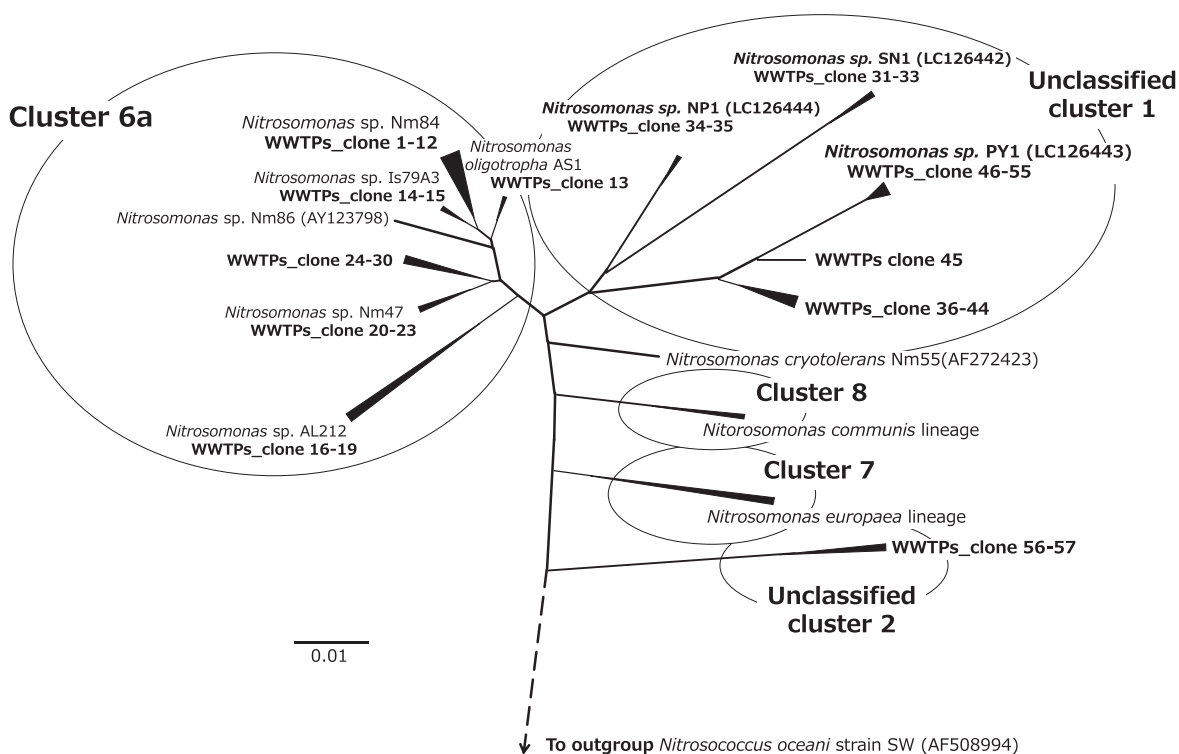 Cluster 6a
Nitrosomonas sp. Nm84
WWTPs_clone 1-12
Nitrosomonas
oligotropha AS1
WWTPs_clone 13
Nitrosomonas sp. Is79A3
WWTPs_clone 14-15
Nitrosomonas sp. Nm86 (AY123798)
WWTPs_clone 24-30
Nitrosomonas sp. Nm47
WWTPs_clone 20-23
Nitrosomonas sp. AL212
WWTPs_clone 16-19
Unclassified
cluster 1
Nitrosomonas sp. SN1 (LC126442)
WWTPs_clone 31-33
Nitrosomonas sp. NP1 (LC126444)
WWTPs_clone 34-35
Nitrosomonas sp. PY1 (LC126443)
WWTPs_clone 46-55
WWTPs clone 45
WWTPs_clone 36-44
Nitrosomonas cryotolerans Nm55(AF272423)
Cluster 8
Nitorosomonas communis lineage
Cluster 7
Nitrosomonas europaea lineage
WWTPs_clone 56-57
Unclassified
cluster 2
0.01
To outgroup Nitrosococcus oceani strain SW (AF508994)